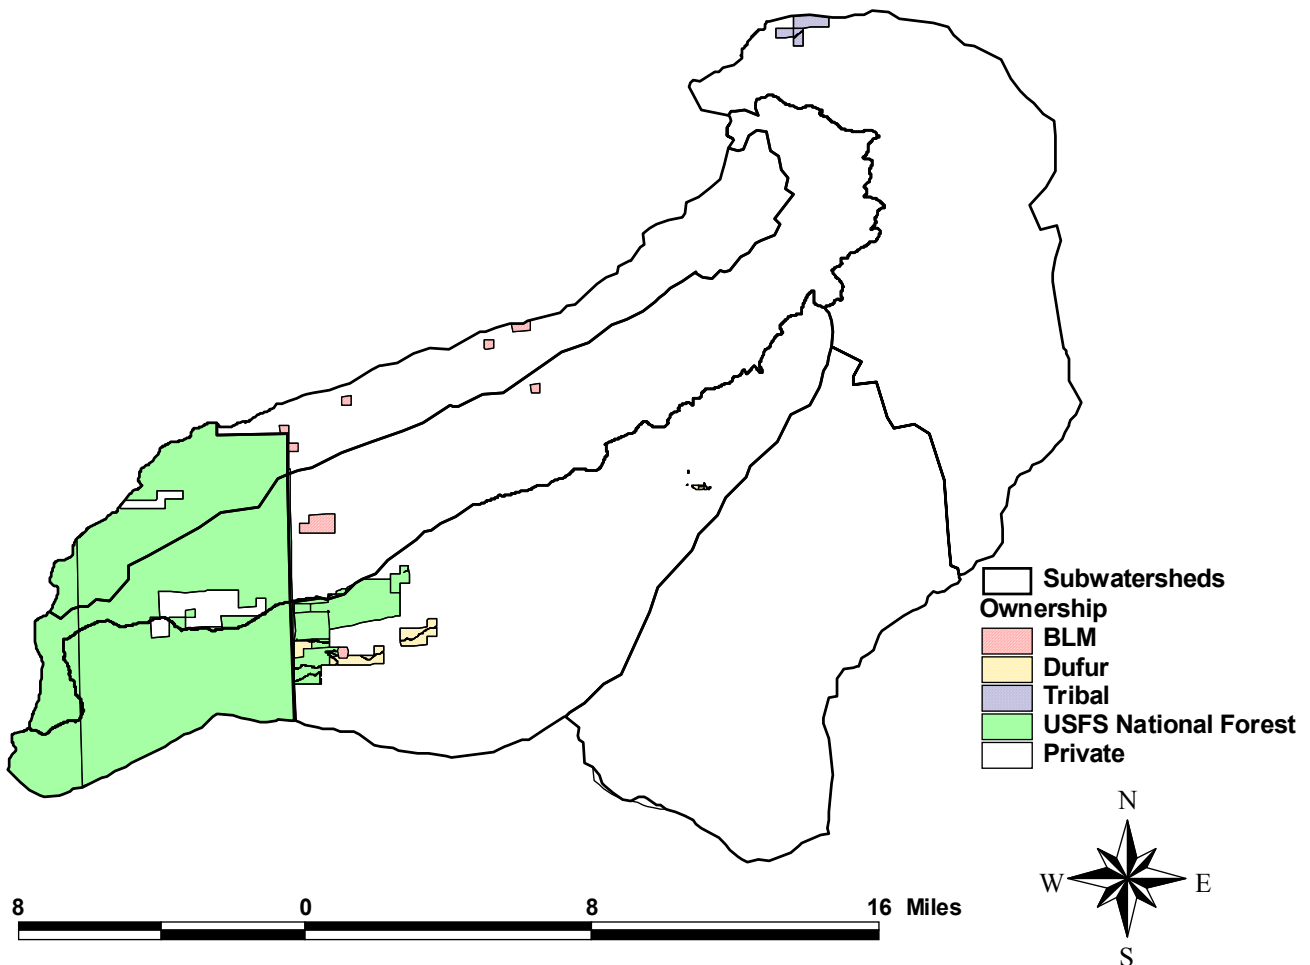 Subwatersheds
Ownership
BLM
Dufur
Tribal
USFS National Forest
Private
N
W E
S
8 0 8 16 Miles